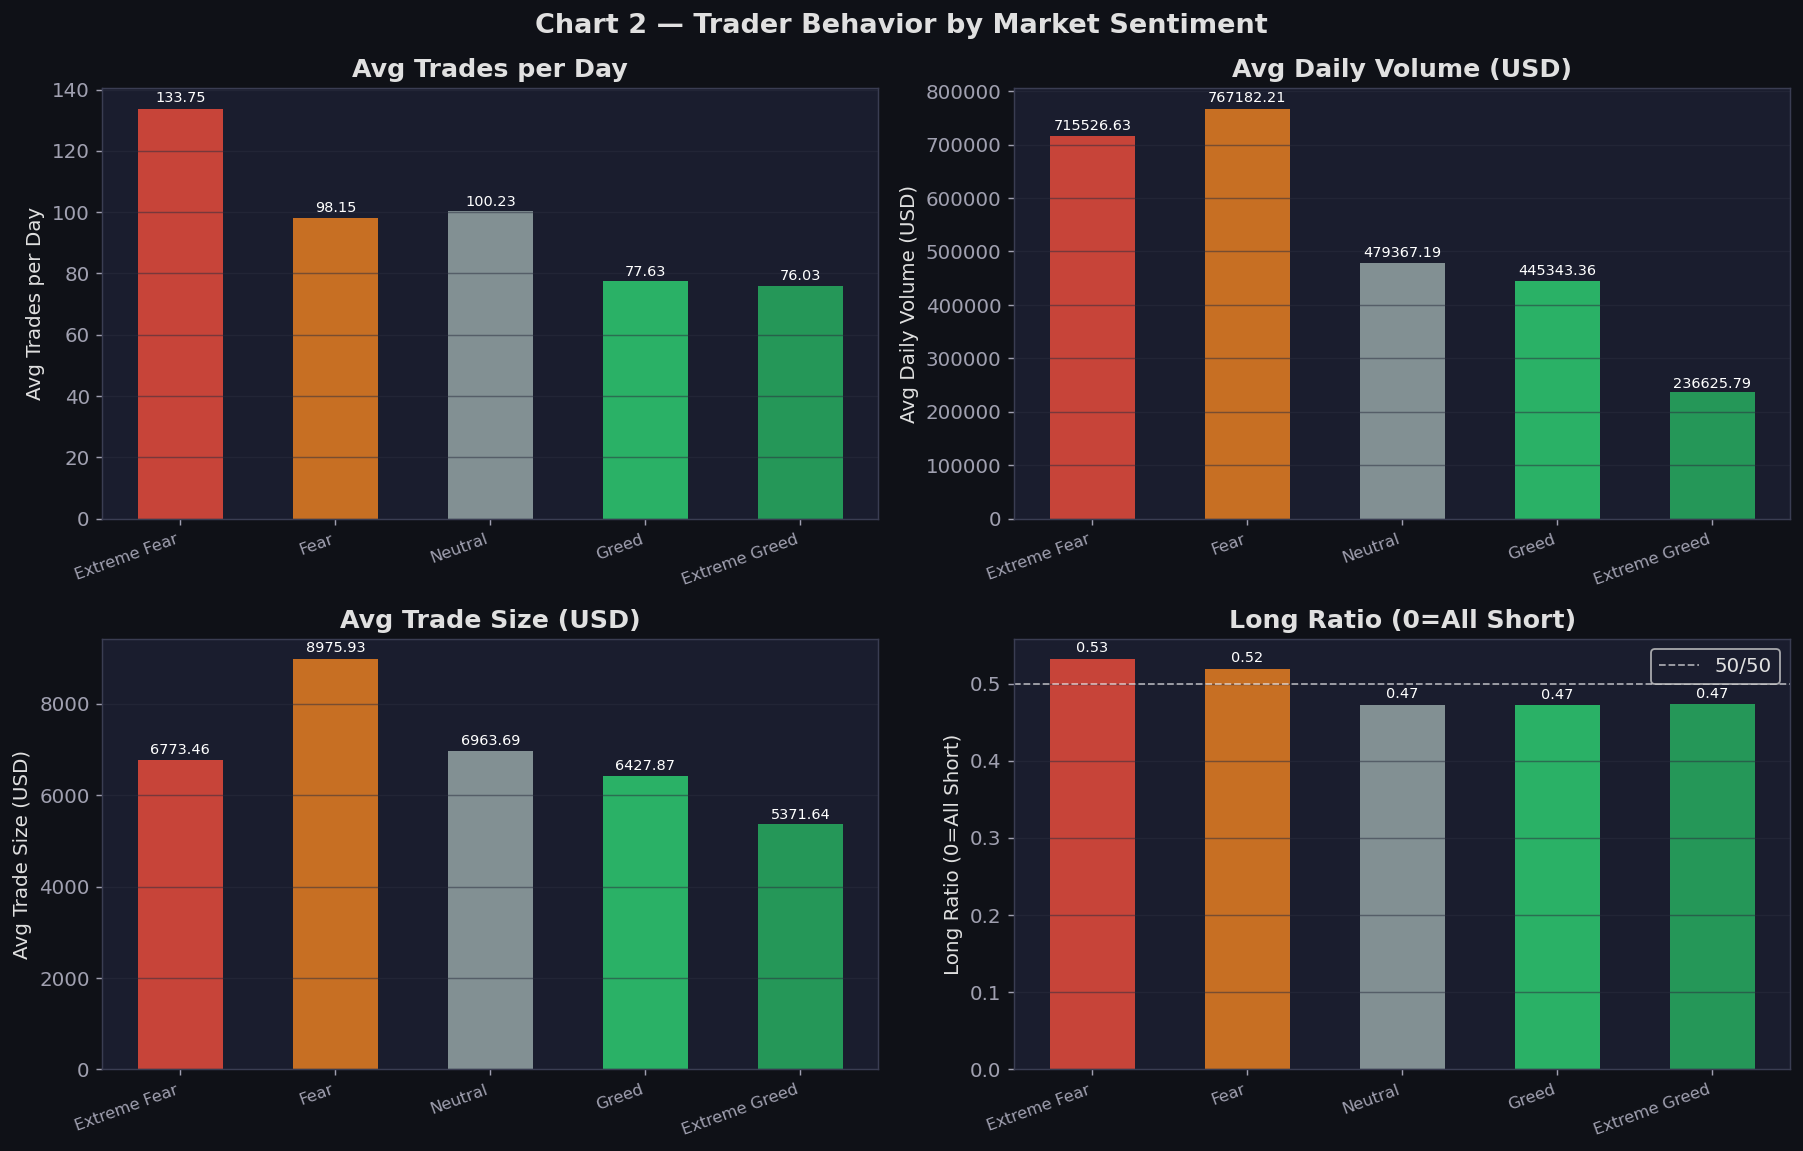 Chart 2 — Trader Behavior by Market Sentiment
Avg Trades per Day
Avg Trades per Day
140
120
100
80
60
40
20
0
133.75
98.15
100.23
77.63
76.03
Extreme Fear
Fear
Neutral
Greed
Extreme Greed
Avg Daily Volume (USD)
Avg Daily Volume (USD)
800000
700000
600000
500000
400000
300000
200000
100000
0
715526.63
767182.21
479367.19
445343.36
236625.79
Extreme Fear
Fear
Neutral
Greed
Extreme Greed
Avg Trade Size (USD)
Avg Trade Size (USD)
8000
6000
4000
2000
0
6773.46
8975.93
6963.69
6427.87
5371.64
Extreme Fear
Fear
Neutral
Greed
Extreme Greed
Long Ratio (0=All Short)
Long Ratio (0=All Short)
0.5
0.4
0.3
0.2
0.1
0.0
0.53
0.52
0.47
0.47
0.47
50/50
Extreme Fear
Fear
Neutral
Greed
Extreme Greed